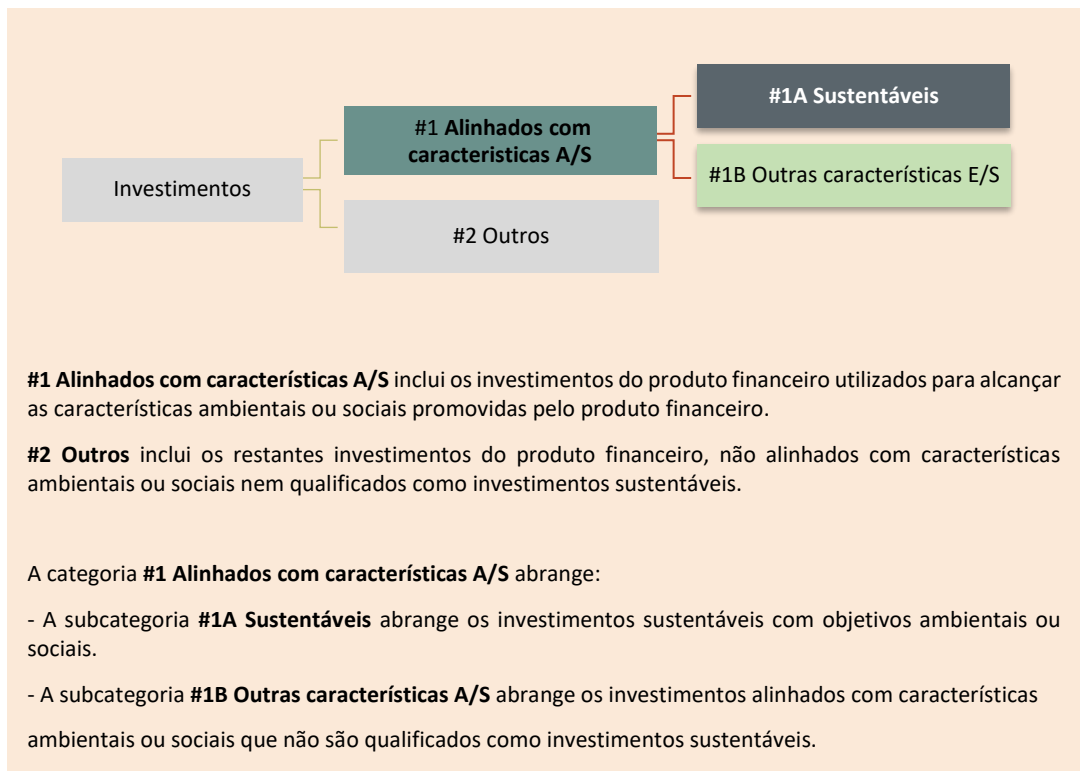 #1A Sustentáveis
#1 Alinhados com
caracteristicas A/S
#1B Outras características E/S
Investimentos
#2 Outros
#1 Alinhados com características A/S inclui os investimentos do produto financeiro utilizados para alcançar
as características ambientais ou sociais promovidas pelo produto financeiro.
#2 Outros inclui os restantes investimentos do produto financeiro, não alinhados com características
ambientais ou sociais nem qualificados como investimentos sustentáveis.
A categoria #1 Alinhados com características A/S abrange:
- A subcategoria #1A Sustentáveis abrange os investimentos sustentáveis com objetivos ambientais ou
sociais.
- A subcategoria #1B Outras características A/S abrange os investimentos alinhados com características
ambientais ou sociais que não são qualificados como investimentos sustentáveis.